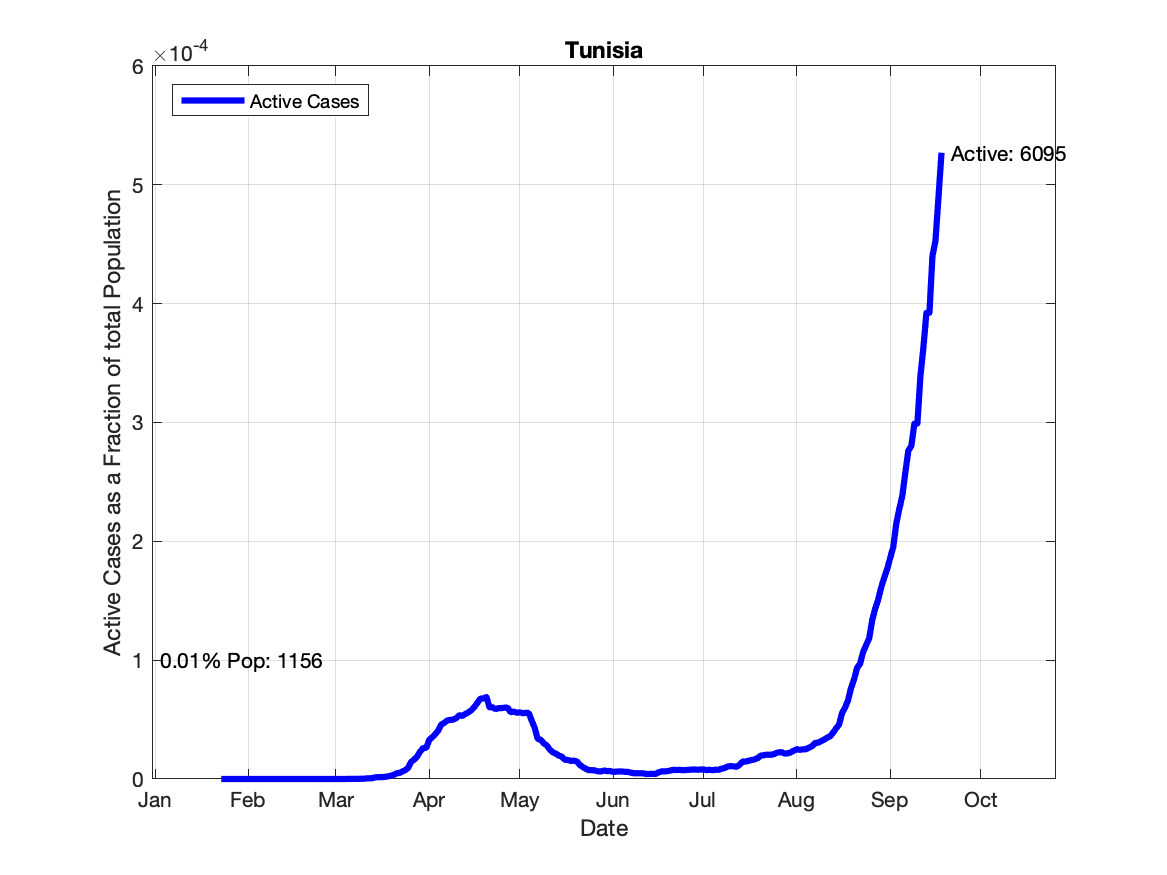 Tunisia
×10-4
6
Active Cases
Active: 6095
5
4
3
2
1
0.01% Pop: 1156
0
Active Cases as a Fraction of total Population
Jan Feb Mar Apr May Jun Jul Aug Sep Oct
Date